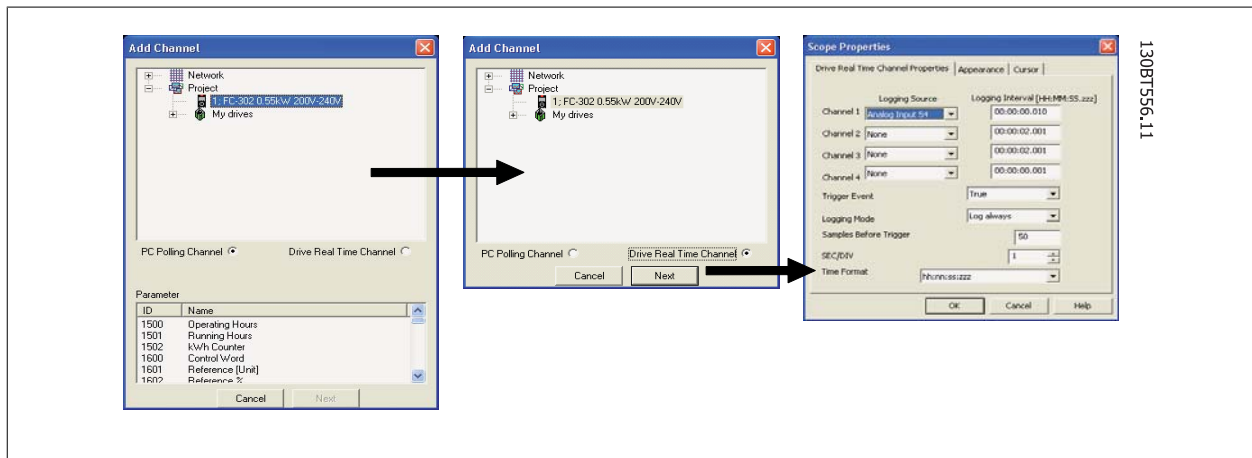 Add Channel
Network
Project
1; FC-302 0.55kW 200V-240V
My drives
PC Polling Channel
Drive Real Time Channel
Parameter
ID Name
1500 Operating Hours
1501 Running Hours
1502 kWh Counter
1600 Control Word
1601 Reference [Unit]
1602 Reference %
Cancel Next
Add Channel
Network
Project
1; FC-302 0.55kW 200V-240V
My drives
PC Polling Channel
Drive Real Time Channel
Cancel Next
Scope Properties
Drive Real Time Channel Properties Appearance Cursor
Logging Source Logging Interval [HH:MM:SS.zzz]
Channel 1 Analog Input 54 00:00:00.010
Channel 2 None 00:00:02.001
Channel 3 None 00:00:02.001
Channel 4 None 00:00:00.001
Trigger Event True
Logging Mode Log always
Samples Before Trigger 50
SEC/DIV 1
Time Format hh:nn:ss:zzz
OK Cancel Help
130BT556.11